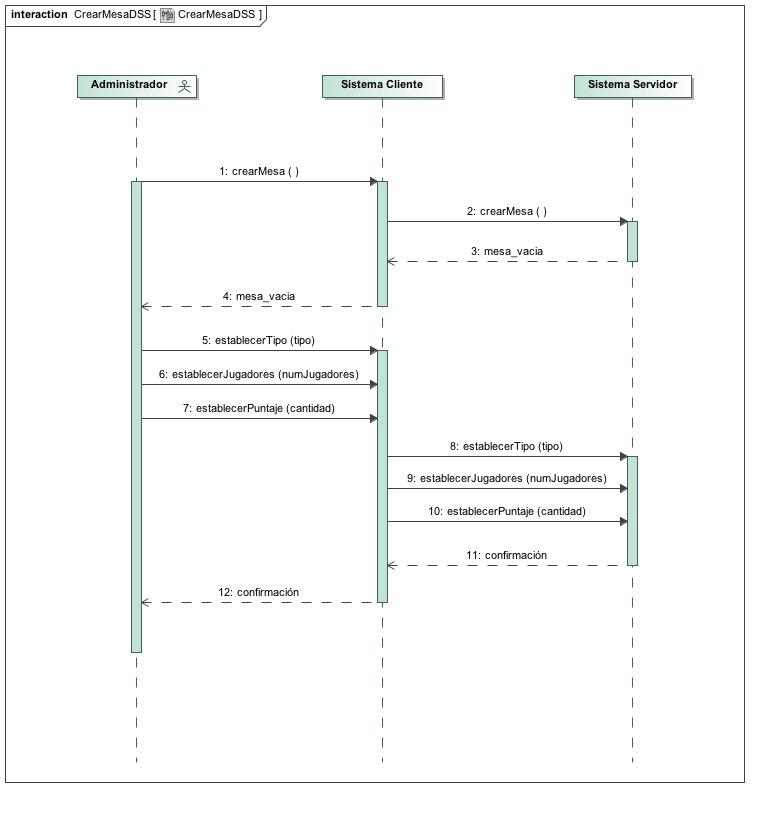 interaction CrearMesaDSS [ CrearMesaDSS ]
Administrador Sistema Cliente Sistema Servidor
1: crearMesa ( )
2: crearMesa ( )
3: mesa_vacia
4: mesa_vacia
5: establecerTipo (tipo)
6: establecerJugadores (numJugadores)
7: establecerPuntaje (cantidad)
8: establecerTipo (tipo)
9: establecerJugadores (numJugadores)
10: establecerPuntaje (cantidad)
11: confirmación
12: confirmación